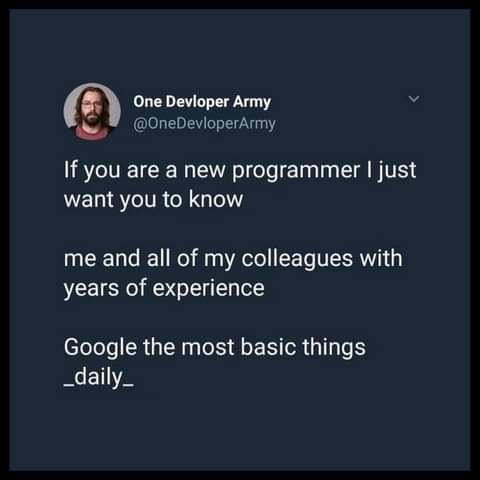 One Devloper Army
@OneDevloperArmy
If you are a new programmer I just
want you to know
me and all of my colleagues with
years of experience
Google the most basic things
_daily_